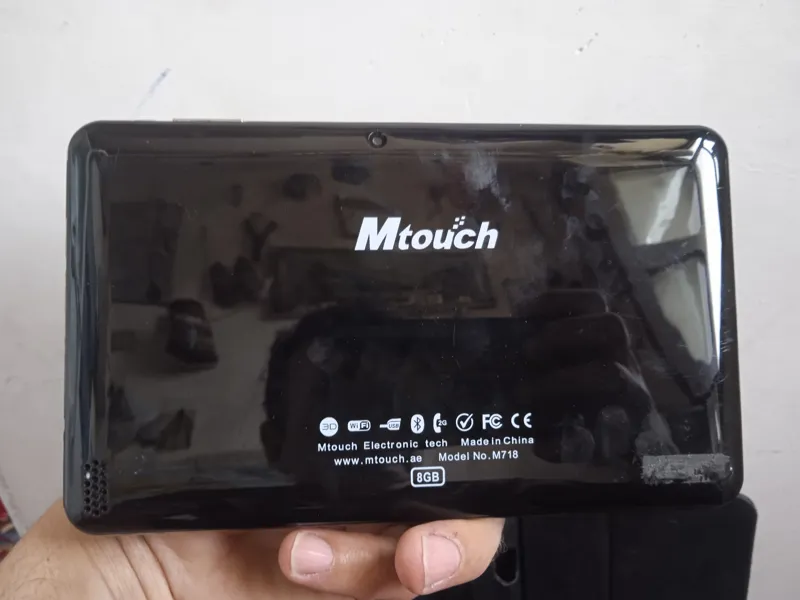 Mtouch
3D WiFi USB 2G FC CE
Mtouch Electronic tech Made in China
www.mtouch.ae Model No.M718
8GB